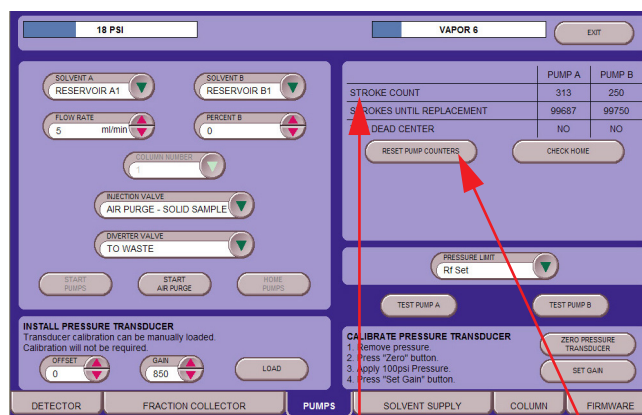 18 PSI
VAPOR 6
EXIT
SOLVENT A
RESERVOIR A1
SOLVENT B
RESERVOIR B1
FLOW RATE
5 ml/min
PERCENT B
0
COLUMN NUMBER
1
INJECTION VALVE
AIR PURGE - SOLID SAMPLE
DIVERTER VALVE
TO WASTE
START PUMPS
START AIR PURGE
HOME PUMPS
PUMP A PUMP B
STROKE COUNT 313 250
STROKES UNTIL REPLACEMENT 99687 99750
DEAD CENTER NO NO
RESET PUMP COUNTERS
CHECK HOME
PRESSURE LIMIT
Rf Set
TEST PUMP A
TEST PUMP B
INSTALL PRESSURE TRANSDUCER
Transducer calibration can be manually loaded.
Calibration will not be required.
OFFSET
0
GAIN
850
LOAD
CALIBRATE PRESSURE TRANSDUCER
1. Remove pressure.
2. Press "Zero" button.
3. Apply 100psi Pressure.
4. Press "Set Gain" button.
ZERO PRESSURE TRANSDUCER
SET GAIN
DETECTOR
FRACTION COLLECTOR
PUMPS
SOLVENT SUPPLY
COLUMN
FIRMWARE